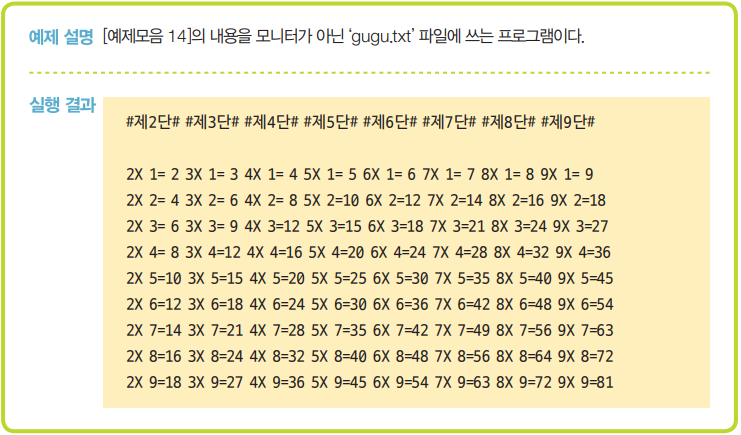 예제 설명 [예제모음 14]의 내용을 모니터가 아닌 ‘gugu.txt’ 파일에 쓰는 프로그램이다.
실행 결과
#제2단# #제3단# #제4단# #제5단# #제6단# #제7단# #제8단# #제9단#
2X 1= 2 3X 1= 3 4X 1= 4 5X 1= 5 6X 1= 6 7X 1= 7 8X 1= 8 9X 1= 9
2X 2= 4 3X 2= 6 4X 2= 8 5X 2=10 6X 2=12 7X 2=14 8X 2=16 9X 2=18
2X 3= 6 3X 3= 9 4X 3=12 5X 3=15 6X 3=18 7X 3=21 8X 3=24 9X 3=27
2X 4= 8 3X 4=12 4X 4=16 5X 4=20 6X 4=24 7X 4=28 8X 4=32 9X 4=36
2X 5=10 3X 5=15 4X 5=20 5X 5=25 6X 5=30 7X 5=35 8X 5=40 9X 5=45
2X 6=12 3X 6=18 4X 6=24 5X 6=30 6X 6=36 7X 6=42 8X 6=48 9X 6=54
2X 7=14 3X 7=21 4X 7=28 5X 7=35 6X 7=42 7X 7=49 8X 7=56 9X 7=63
2X 8=16 3X 8=24 4X 8=32 5X 8=40 6X 8=48 7X 8=56 8X 8=64 9X 8=72
2X 9=18 3X 9=27 4X 9=36 5X 9=45 6X 9=54 7X 9=63 8X 9=72 9X 9=81